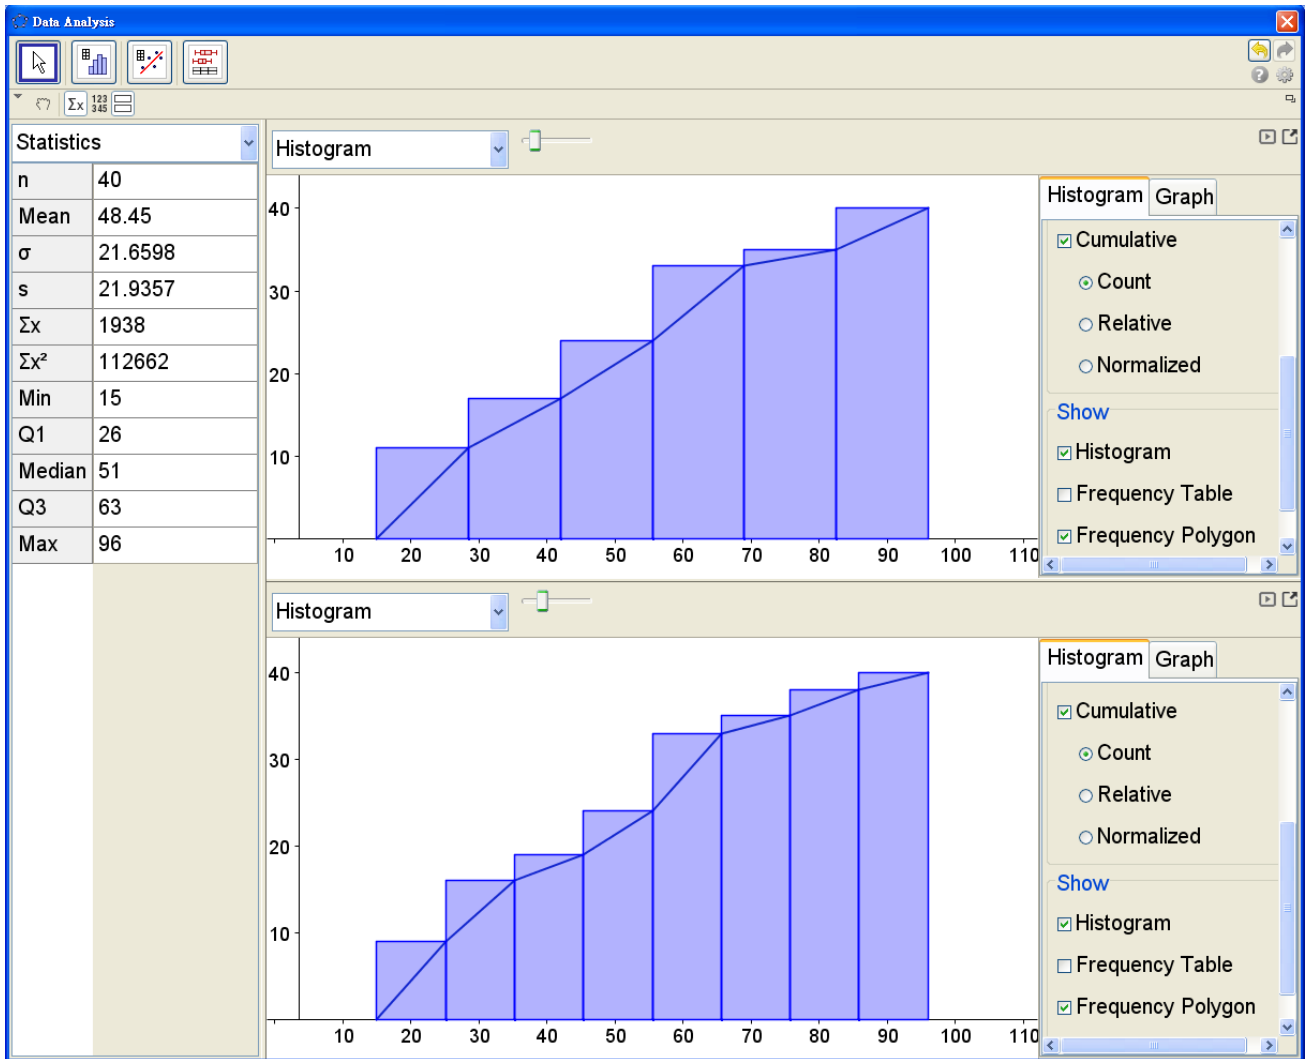 Data Analysis
Σx 123 345
Statistics
n 40
Mean 48.45
σ 21.6598
s 21.9357
Σx 1938
Σx² 112662
Min 15
Q1 26
Median 51
Q3 63
Max 96
Histogram
40
30
20
10
10 20 30 40 50 60 70 80 90 100 110
Histogram Graph
Cumulative
Count
Relative
Normalized
Show
Histogram
Frequency Table
Frequency Polygon
Histogram
40
30
20
10
10 20 30 40 50 60 70 80 90 100 110
Histogram Graph
Cumulative
Count
Relative
Normalized
Show
Histogram
Frequency Table
Frequency Polygon